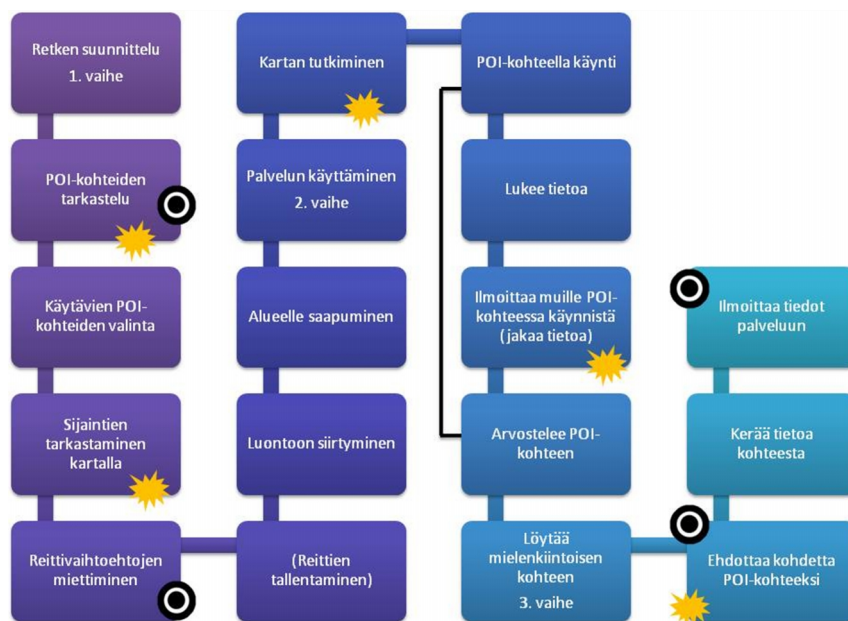 Retken suunnittelu
1. vaihe
POI-kohteiden
tarkastelu
Käytävien POI-
kohteiden valinta
Sijaintien
tarkastaminen
kartalla
Reittivaihtoehtojen
miettiminen
(Reittien
tallentaminen)
Luontoon siirtyminen
Alueelle saapuminen
Palvelun käyttäminen
2. vaihe
Kartan tutkiminen
POI-kohteella käynti
Lukee tietoa
Ilmoittaa muille POI-
kohteessa käynnistä
(jakaa tietoa)
Arvostelee POI-
kohteen
Löytää
mielenkiintoisen
kohteen
3. vaihe
Ehdottaa kohdetta
POI-kohteeksi
Kerää tietoa
kohteesta
Ilmoittaa tiedot
palveluun